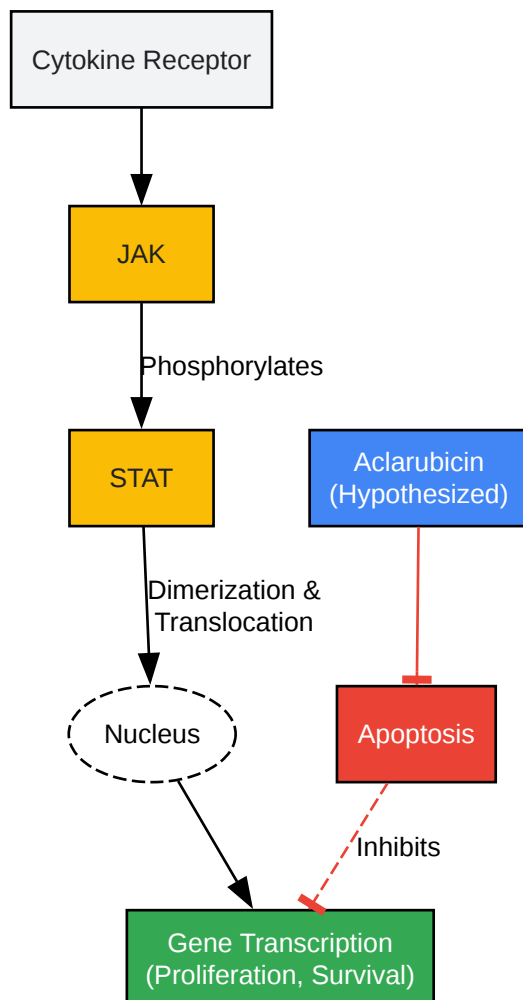 Cytokine Receptor
JAK
Phosphorylates
STAT
Aclarubicin
(Hypothesized)
Dimerization &
Translocation
Nucleus
Apoptosis
Inhibits
Gene Transcription
(Proliferation, Survival)